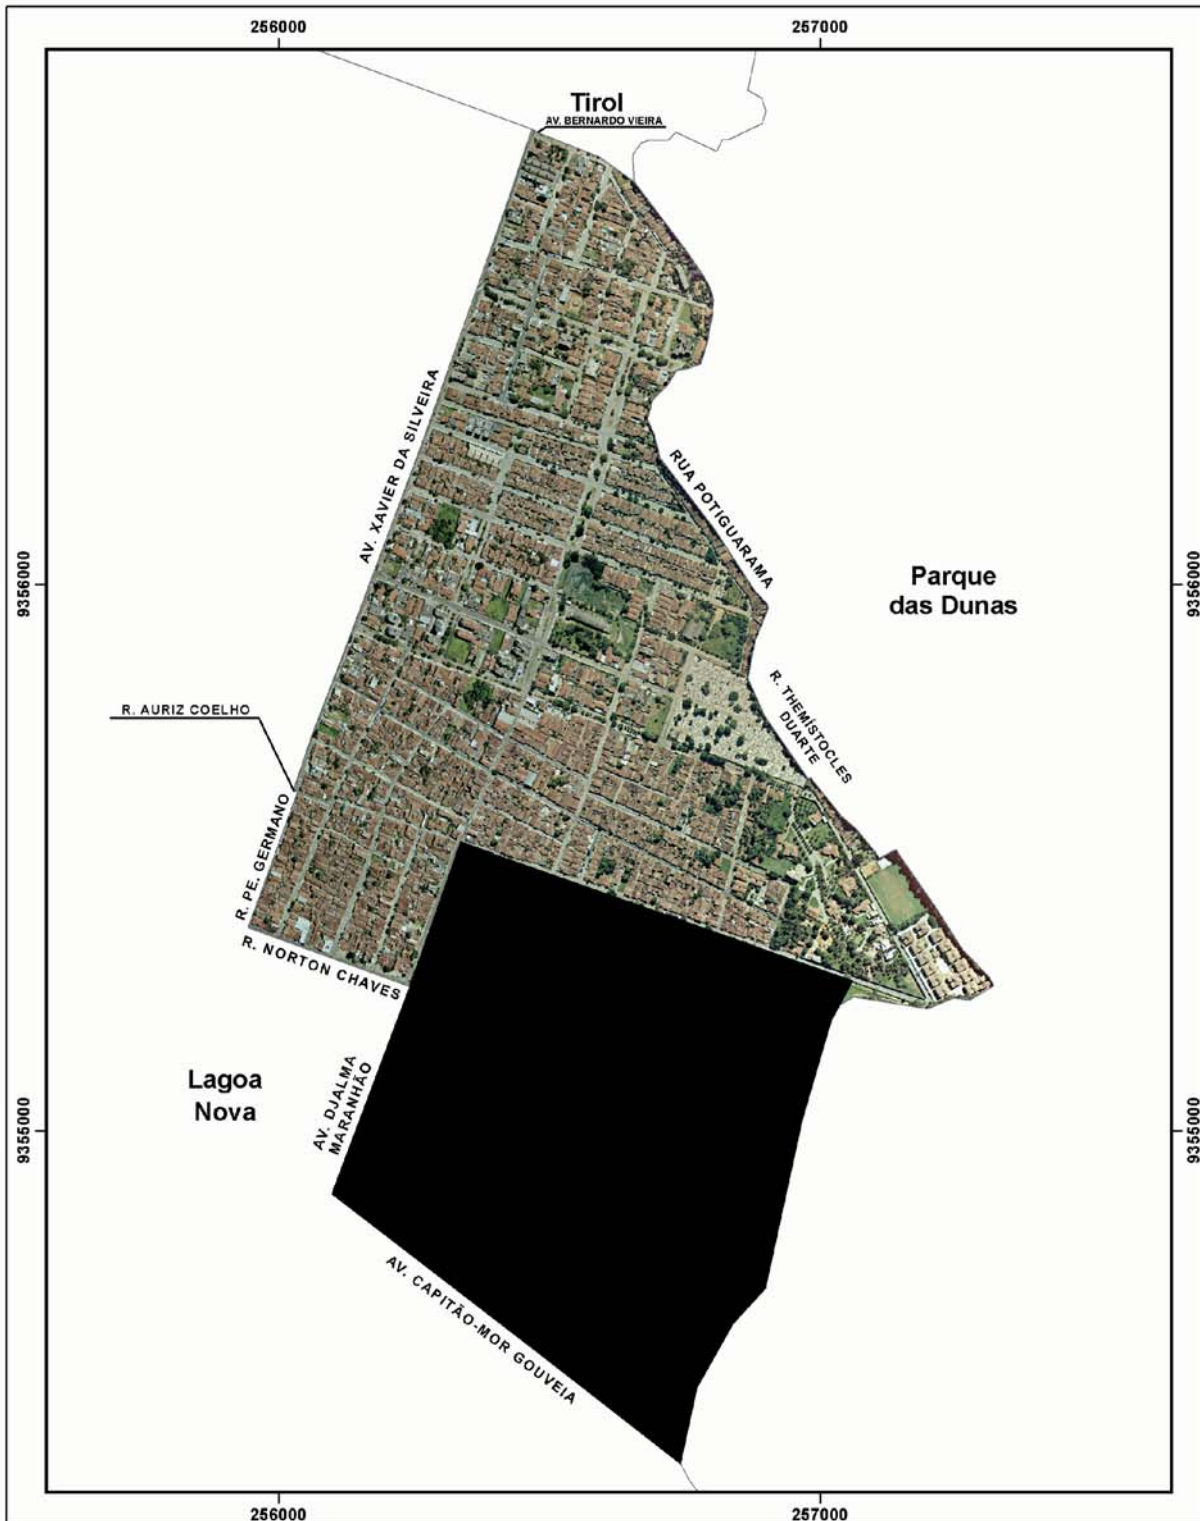 256000
257000
Tirol
AV. BERNARDO VIEIRA
AV. XAVIER DA SILVEIRA
RUA POTIGUARAMA
9356000
9356000
Parque
das Dunas
R. THEMÍSTOCLES
DUARTE
R. AURIZ COELHO
R. PE. GERMANO
R. NORTON CHAVES
Lagoa
Nova
AV. DJALMA
MARANHÃO
9355000
9355000
AV. CAPITÃO-MOR GOUVEIA
256000
257000